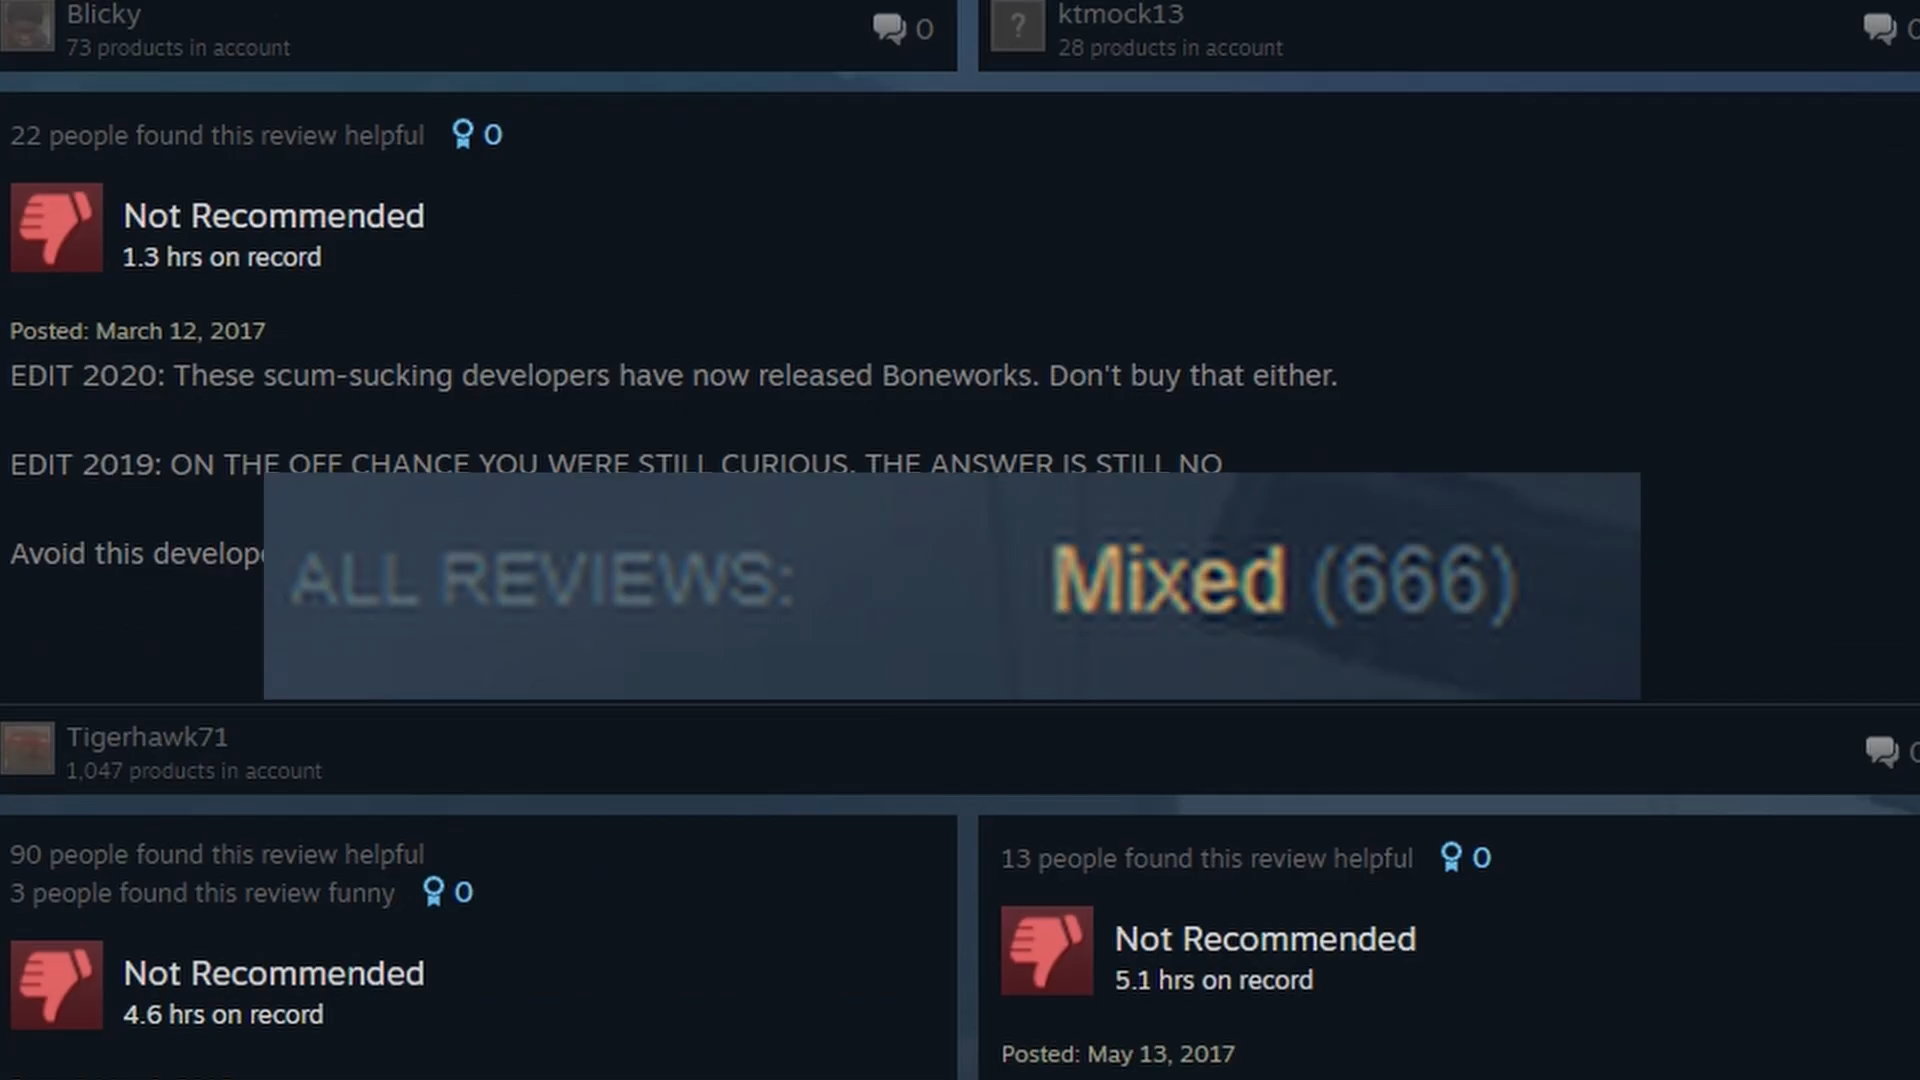 Blicky
73 products in account
0
ktmock13
28 products in account
22 people found this review helpful 0
Not Recommended
1.3 hrs on record
Posted: March 12, 2017
EDIT 2020: These scum-sucking developers have now released Boneworks. Don't buy that either.
EDIT 2019: ON THE OFF CHANCE YOU WERE STILL CURIOUS, THE ANSWER IS STILL NO
Avoid this develope
ALL REVIEWS: Mixed (666)
Tigerhawk71
1,047 products in account
90 people found this review helpful
3 people found this review funny 0
Not Recommended
4.6 hrs on record
13 people found this review helpful 0
Not Recommended
5.1 hrs on record
Posted: May 13, 2017